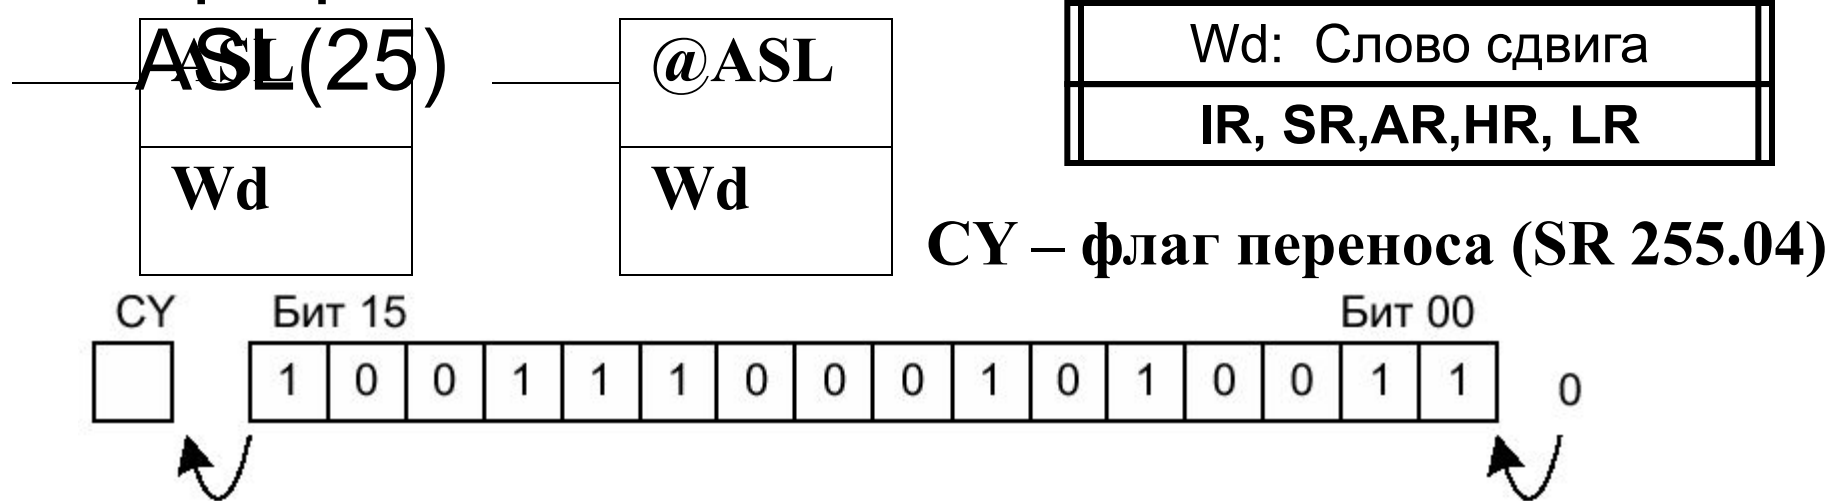 ASL(25)
ASL
Wd
@ASL
Wd
Wd: Слово сдвига
IR, SR,AR,HR, LR
CY – флаг переноса (SR 255.04)
CY Бит 15 Бит 00
1 0 0 1 1 1 0 0 0 1 0 1 0 0 1 1 0